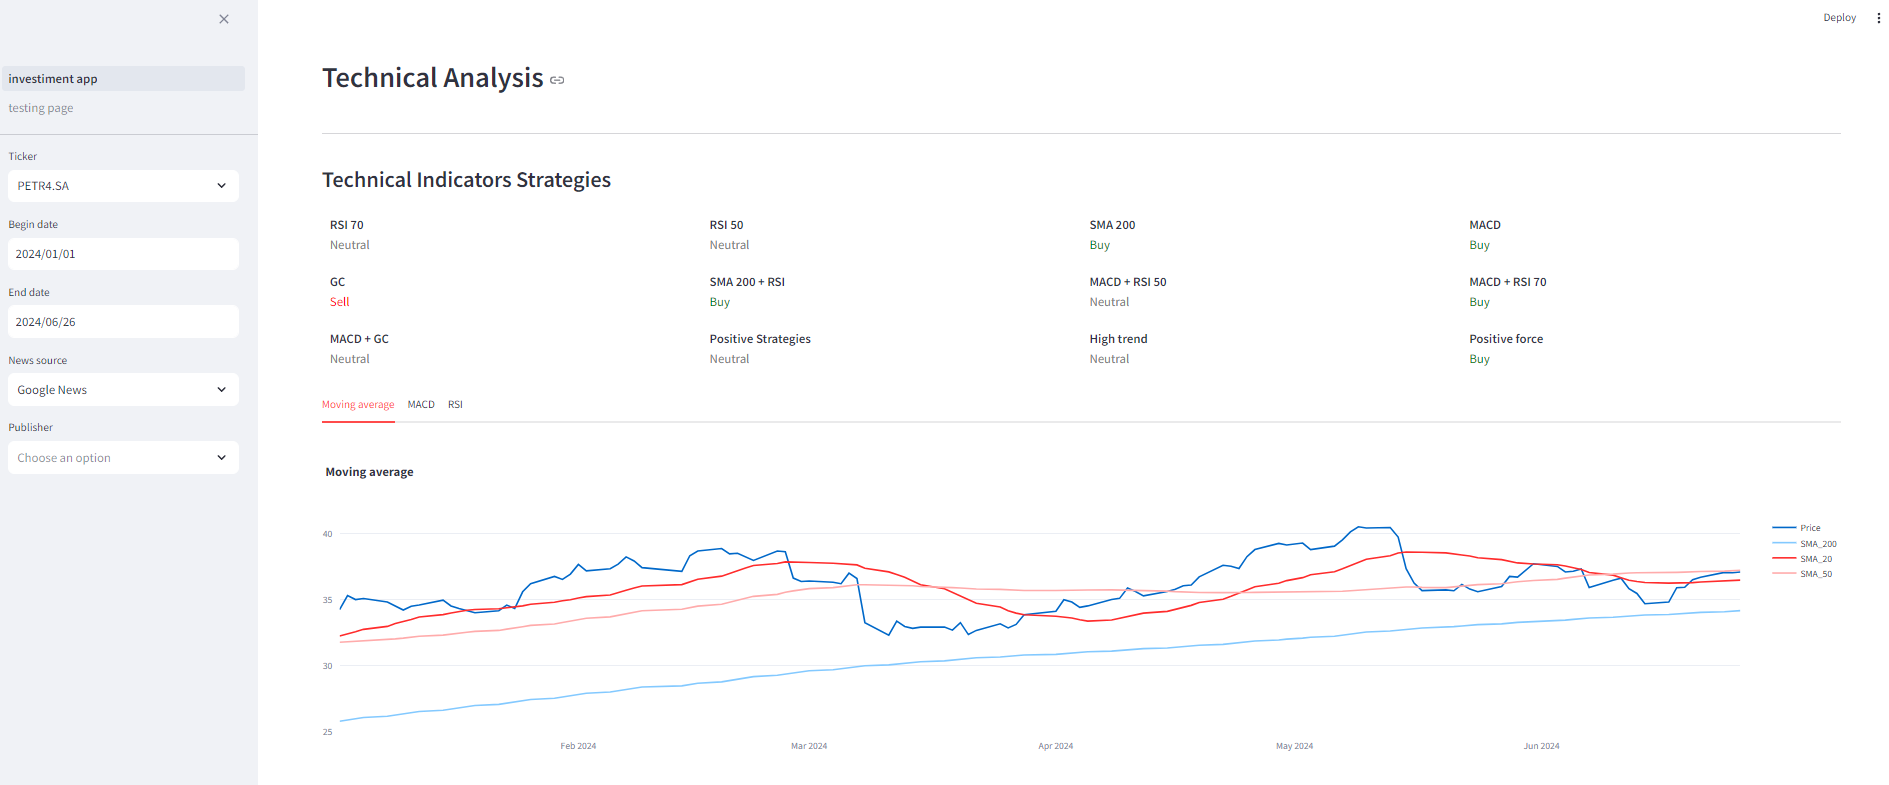 Deploy
investiment app
testing page
Ticker
PETR4.SA
Begin date
2024/01/01
End date
2024/06/26
News source
Google News
Publisher
Choose an option
Technical Analysis
Technical Indicators Strategies
RSI 70 RSI 50 SMA 200 MACD
Neutral Neutral Buy Buy
GC SMA 200 + RSI MACD + RSI 50 MACD + RSI 70
Sell Buy Neutral Buy
MACD + GC Positive Strategies High trend Positive force
Neutral Neutral Neutral Buy
Moving average MACD RSI
Moving average
40
35
30
25
Feb 2024 Mar 2024 Apr 2024 May 2024 Jun 2024
Price
SMA_200
SMA_20
SMA_50